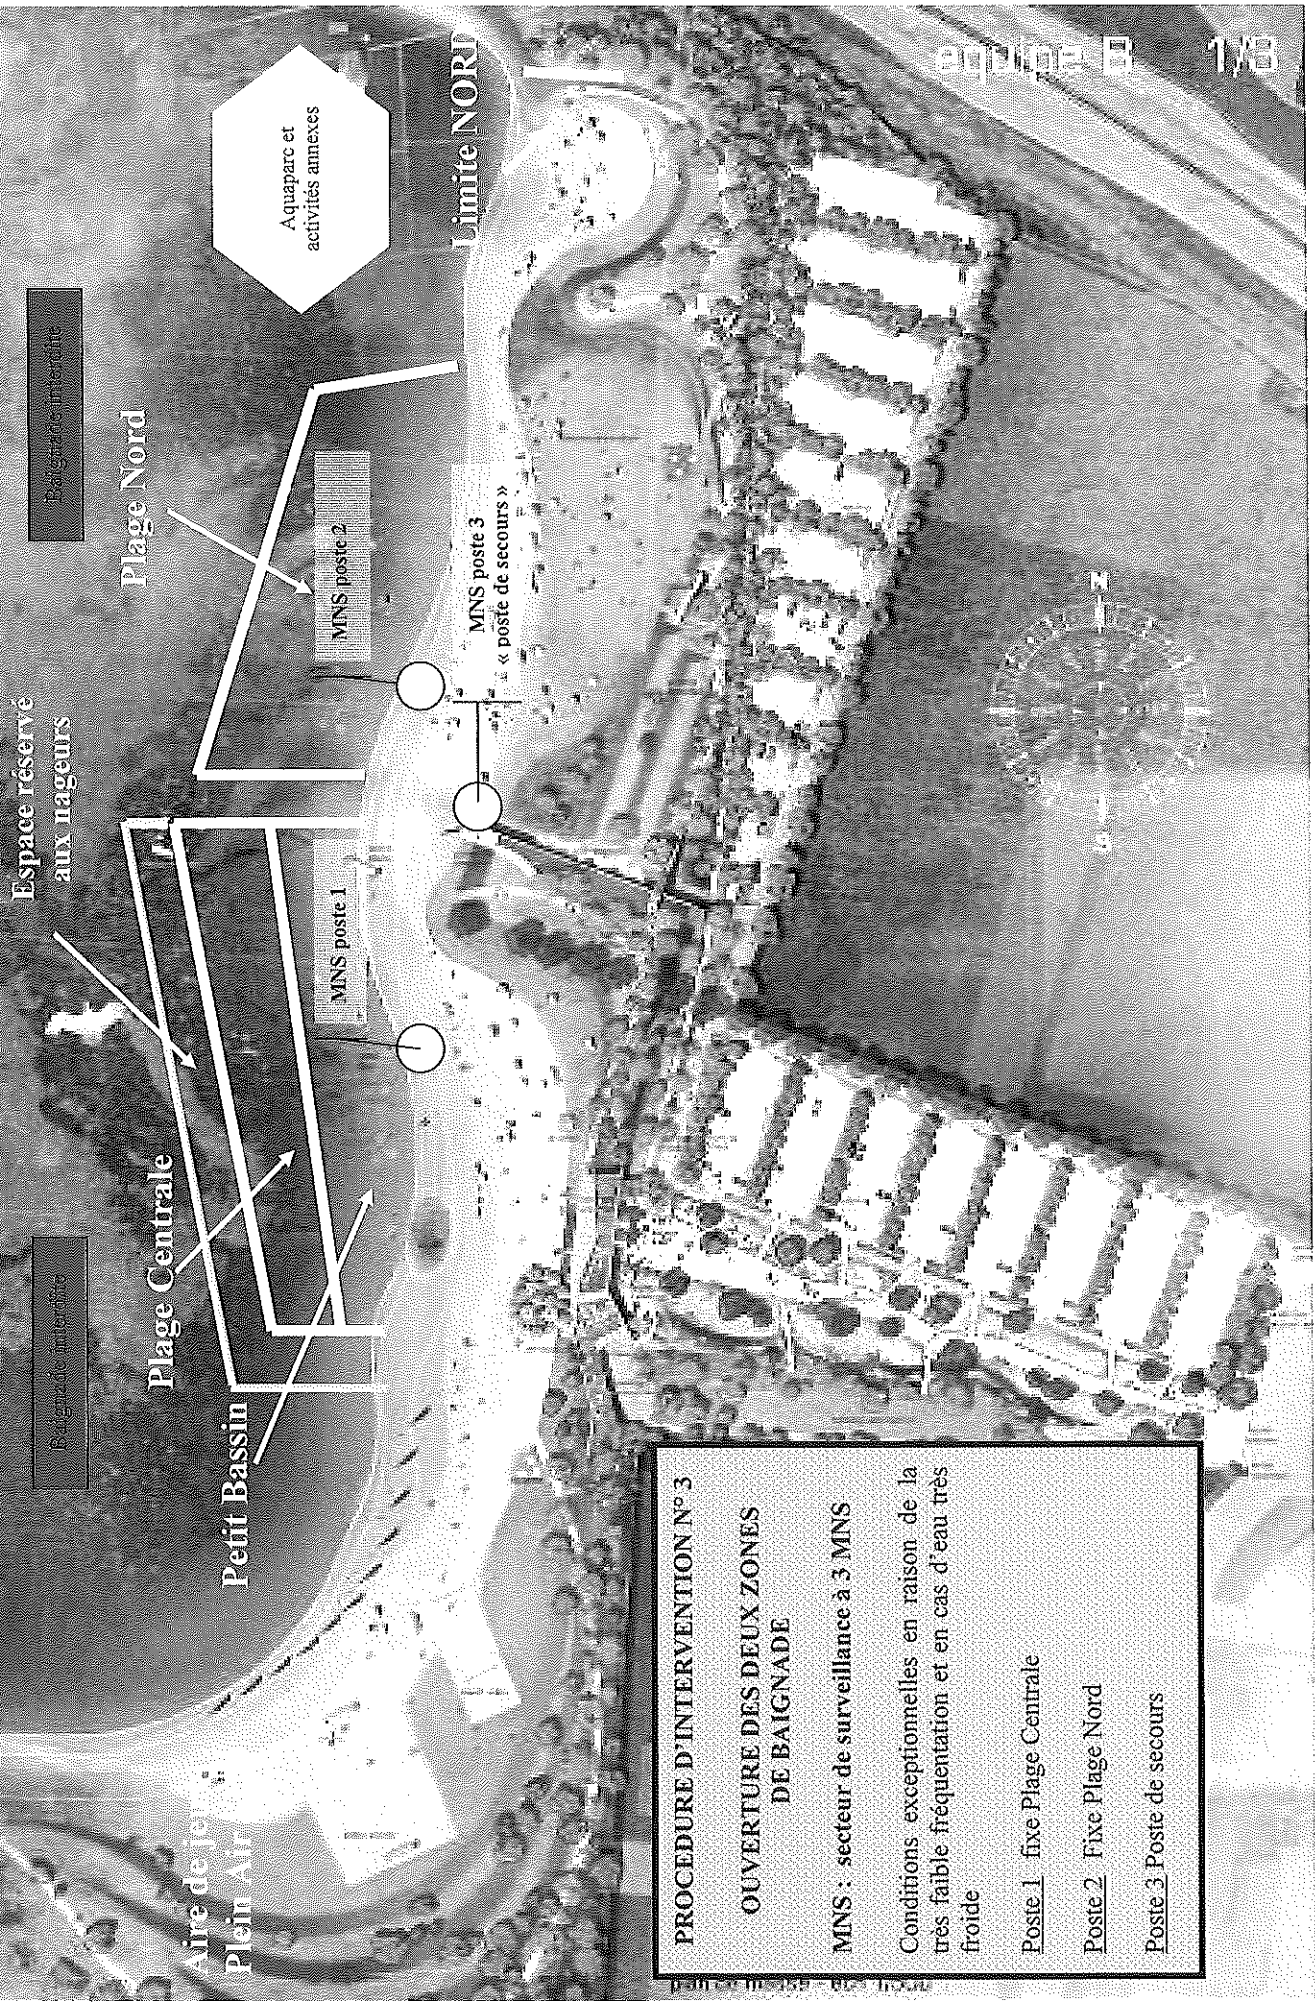 equipe B 1/8
Aquaparc et
activités annexes
Limite NORD
Baignade interdite
Plage Nord
MNS poste 2
MNS poste 3
« poste de secours »
Espace réservé
aux nageurs
MNS poste 1
Baignade interdite
Plage Centrale
Petit Bassin
Aire de
Plein Air
PROCEDURE D'INTERVENTION N° 3
OUVERTURE DES DEUX ZONES
DE BAIGNADE
MNS : secteur de surveillance à 3 MNS
Conditions exceptionnelles en raison de la
très faible fréquentation et en cas d'eau très
froide
Poste 1 fixe Plage Centrale
Poste 2 Fixe Plage Nord
Poste 3 Poste de secours